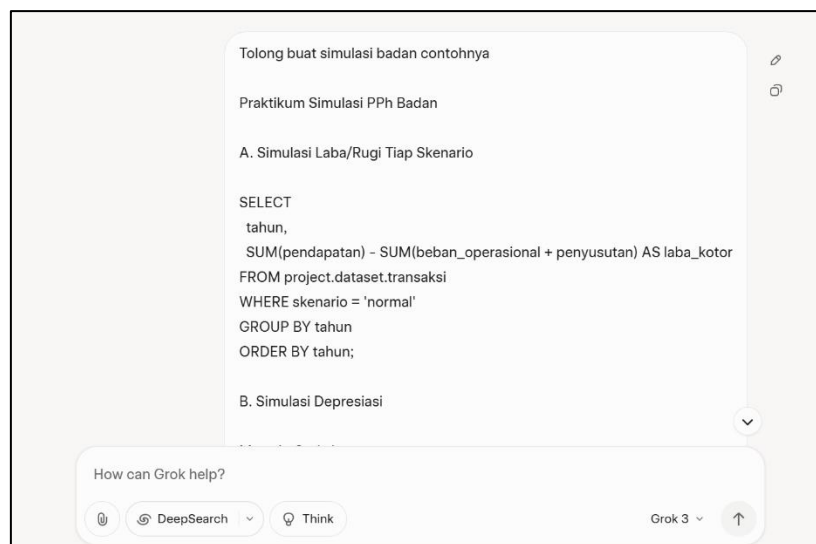 Tolong buat simulasi badan contohnya
Praktikum Simulasi PPh Badan
A. Simulasi Laba/Rugi Tiap Skenario
SELECT
tahun,
SUM(pendapatan) - SUM(beban_operasional + penyusutan) AS laba_kotor
FROM project.dataset.transaksi
WHERE skenario = 'normal'
GROUP BY tahun
ORDER BY tahun;
B. Simulasi Depresiasi
How can Grok help?
DeepSearch
Think
Grok 3